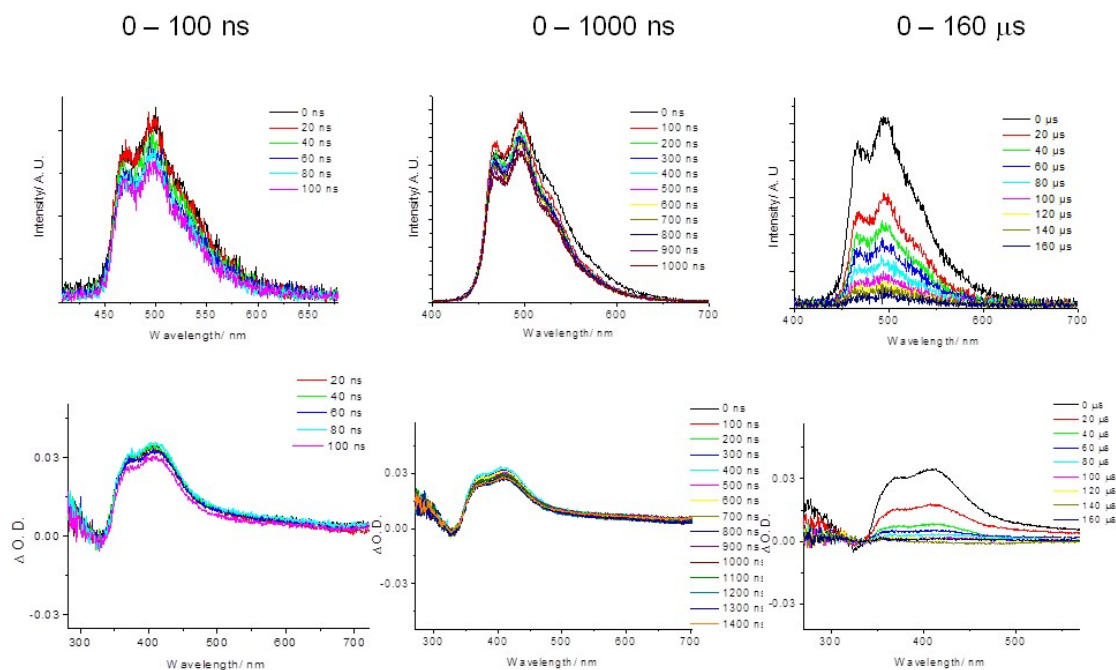 0 – 100 ns
0 – 1000 ns
0 – 160 μs
Intensity/ A. U.
0 ns
20 ns
40 ns
60 ns
80 ns
100 ns
450 500 550 600 650
Wavelength/ nm
Intensity/ A. U.
0 ns
100 ns
200 ns
300 ns
400 ns
500 ns
600 ns
700 ns
800 ns
900 ns
1000 ns
400 500 600 700
Wavelength/ nm
Intensity/ A. U
0 µs
20 µs
40 µs
60 µs
80 µs
100 µs
120 µs
140 µs
160 µs
400 500 600 700
Wavelength/ nm
Δ O. D.
0.03
0.00
-0.03
20 ns
40 ns
60 ns
80 ns
100 ns
300 400 500 600 700
Wavelength/ nm
Δ O. D.
0.03
0.00
-0.03
0 ns
100 ns
200 ns
300 ns
400 ns
500 ns
600 ns
700 ns
800 ns
900 ns
1000 ns
1100 ns
1200 ns
1300 ns
1400 ns
300 400 500 600 700
Wavelength/ nm
Δ O. D.
0.03
0.00
-0.03
0 µs
20 µs
40 µs
60 µs
80 µs
100 µs
120 µs
140 µs
160 µs
300 400 500
Wavelength/ nm